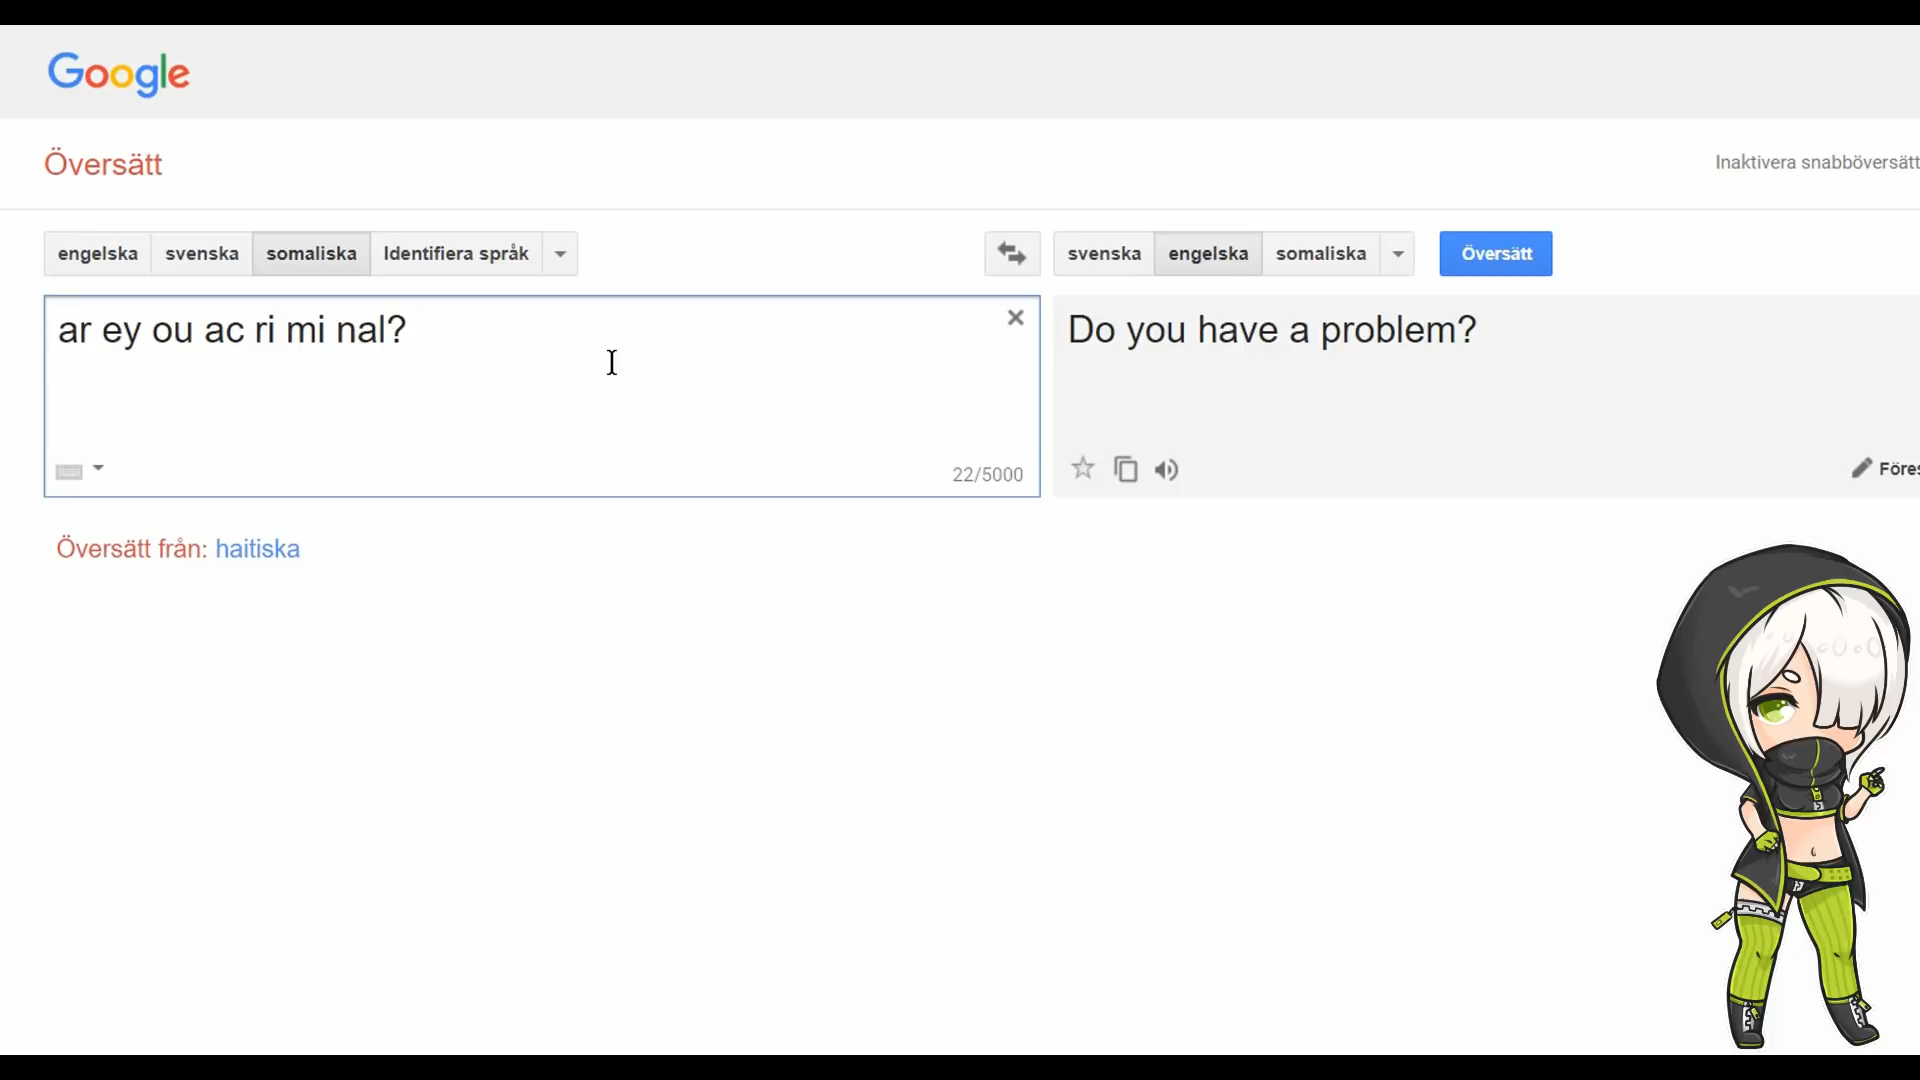 Google
Översätt
Inaktivera snabböversätt
engelska svenska somaliska Identifiera språk
svenska engelska somaliska Översätt
ar ey ou ac ri mi nal?
Do you have a problem?
22/5000
Föres
Översätt från: haitiska